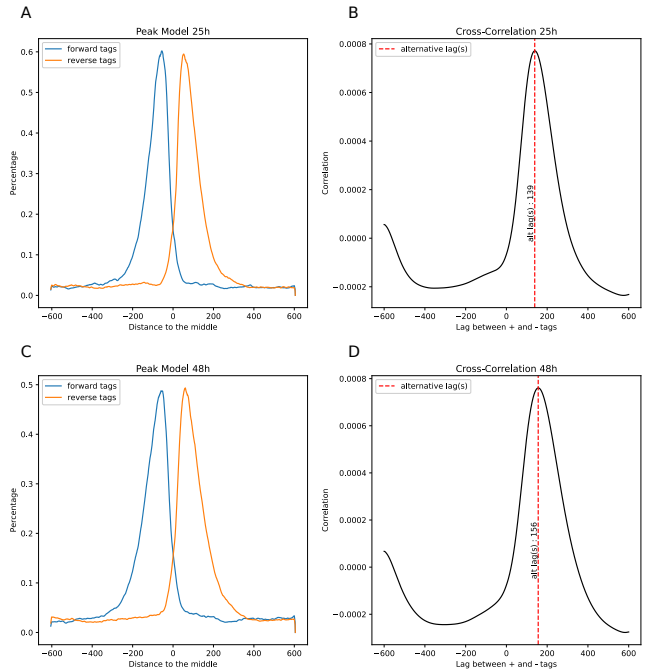 A
Peak Model 25h
forward tags
reverse tags
0.6
0.5
0.4
0.3
0.2
0.1
0.0
Percentage
−600
−400
−200
0
200
400
600
Distance to the middle
B
Cross-Correlation 25h
alternative lag(s)
0.0008
0.0006
0.0004
0.0002
0.0000
−0.0002
Correlation
alt lag(s) : 139
−600
−400
−200
0
200
400
600
Lag between + and − tags
C
Peak Model 48h
forward tags
reverse tags
0.5
0.4
0.3
0.2
0.1
0.0
Percentage
−600
−400
−200
0
200
400
600
Distance to the middle
D
Cross-Correlation 48h
alternative lag(s)
0.0008
0.0006
0.0004
0.0002
0.0000
−0.0002
Correlation
alt lag(s) : 156
−600
−400
−200
0
200
400
600
Lag between + and − tags